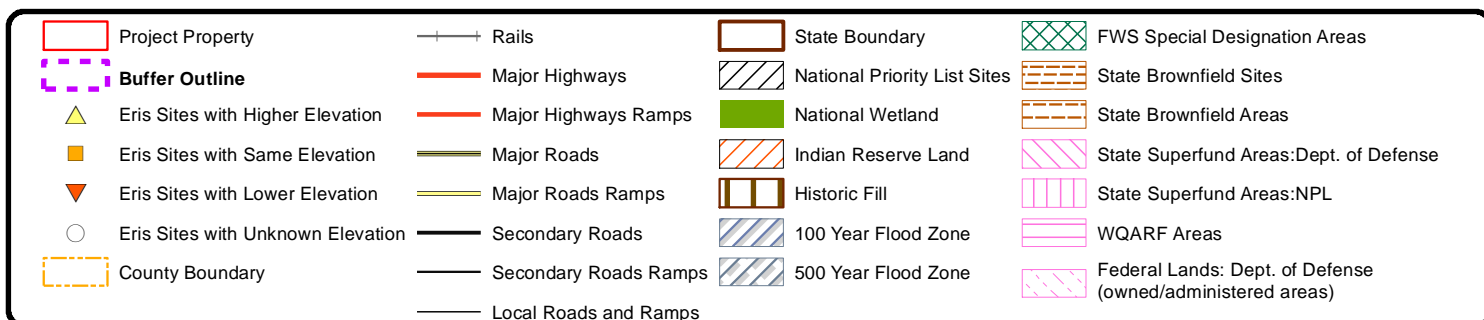 Project Property
Buffer Outline
Eris Sites with Higher Elevation
Eris Sites with Same Elevation
Eris Sites with Lower Elevation
Eris Sites with Unknown Elevation
County Boundary
Rails
Major Highways
Major Highways Ramps
Major Roads
Major Roads Ramps
Secondary Roads
Secondary Roads Ramps
Local Roads and Ramps
State Boundary
National Priority List Sites
National Wetland
Indian Reserve Land
Historic Fill
100 Year Flood Zone
500 Year Flood Zone
FWS Special Designation Areas
State Brownfield Sites
State Brownfield Areas
State Superfund Areas:Dept. of Defense
State Superfund Areas:NPL
WQARF Areas
Federal Lands: Dept. of Defense
(owned/administered areas)